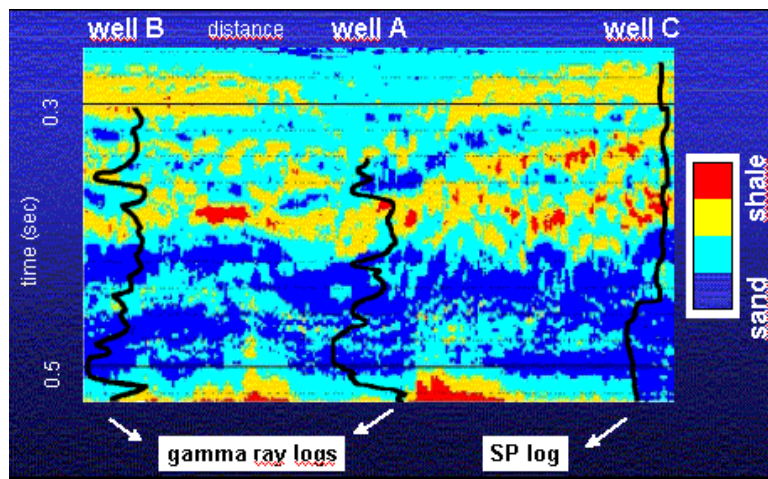 well B distance well A well C
0.3
time (sec)
0.5
shale
sand
gamma ray logs
SP log